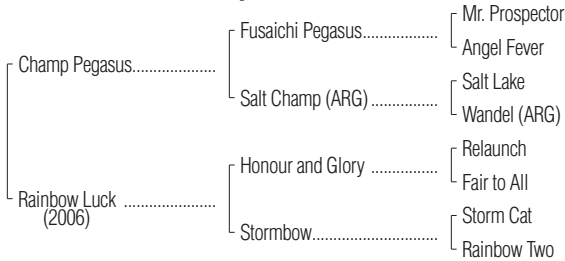 Mr. Prospector
Fusaichi Pegasus..................
Angel Fever
Champ Pegasus....................
Salt Lake
Salt Champ (ARG) ................
Wandel (ARG)
Relaunch
Honour and Glory ................
Fair to All
Rainbow Luck ......................
(2006)
Storm Cat
Stormbow..............................
Rainbow Two